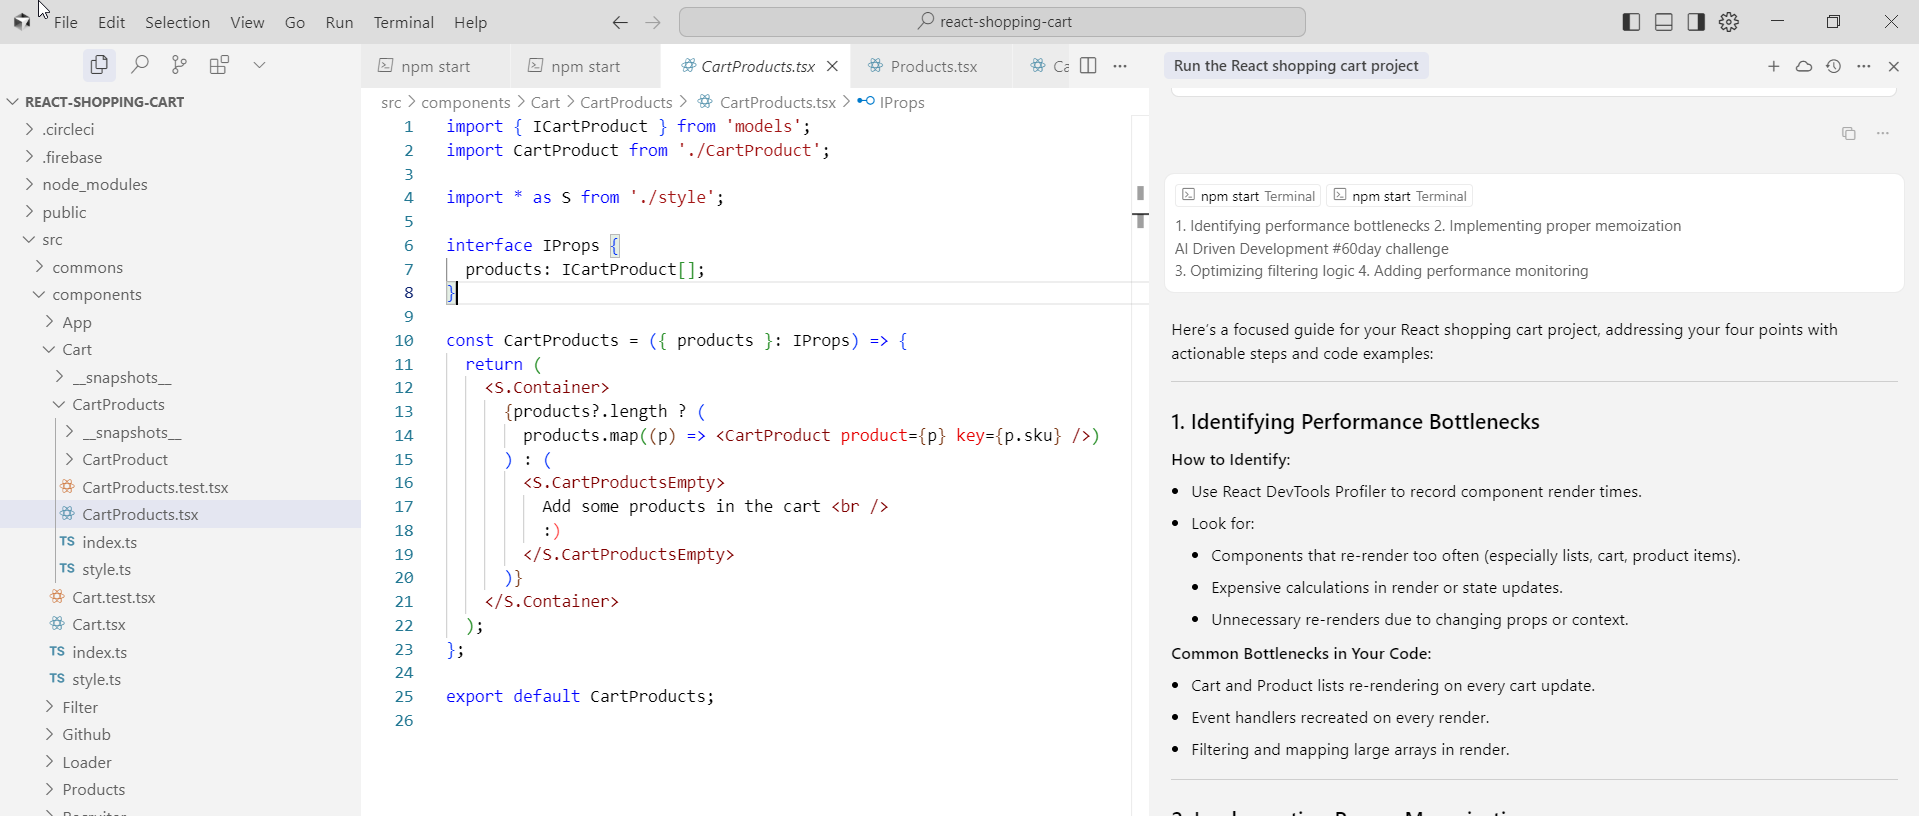 File Edit Selection View Go Run Terminal Help
react-shopping-cart
REACT-SHOPPING-CART
.circleci
.firebase
node_modules
public
src
commons
components
App
Cart
__snapshots__
CartProducts
__snapshots__
CartProduct
CartProducts.test.tsx
CartProducts.tsx
TS index.ts
TS style.ts
Cart.test.tsx
Cart.tsx
TS index.ts
TS style.ts
Filter
Github
Loader
Products
npm start npm start CartProducts.tsx Products.tsx Ca
src > components > Cart > CartProducts > CartProducts.tsx > IProps
1 import { ICartProduct } from 'models';
2 import CartProduct from './CartProduct';
3
4 import * as S from './style';
5
6 interface IProps {
7 products: ICartProduct[];
8 }
9
10 const CartProducts = ({ products }: IProps) => {
11 return (
12 <S.Container>
13 {products?.length ? (
14 products.map((p) => <CartProduct product={p} key={p.sku} />)
15 ) : (
16 <S.CartProductsEmpty>
17 Add some products in the cart <br />
18 :)
19 </S.CartProductsEmpty>
20 )}
21 </S.Container>
22 );
23 };
24
25 export default CartProducts;
26
Run the React shopping cart project
npm start Terminal npm start Terminal
1. Identifying performance bottlenecks 2. Implementing proper memoization
AI Driven Development #60day challenge
3. Optimizing filtering logic 4. Adding performance monitoring
Here's a focused guide for your React shopping cart project, addressing your four points with
actionable steps and code examples:
1. Identifying Performance Bottlenecks
How to Identify:
• Use React DevTools Profiler to record component render times.
• Look for:
• Components that re-render too often (especially lists, cart, product items).
• Expensive calculations in render or state updates.
• Unnecessary re-renders due to changing props or context.
Common Bottlenecks in Your Code:
• Cart and Product lists re-rendering on every cart update.
• Event handlers recreated on every render.
• Filtering and mapping large arrays in render.